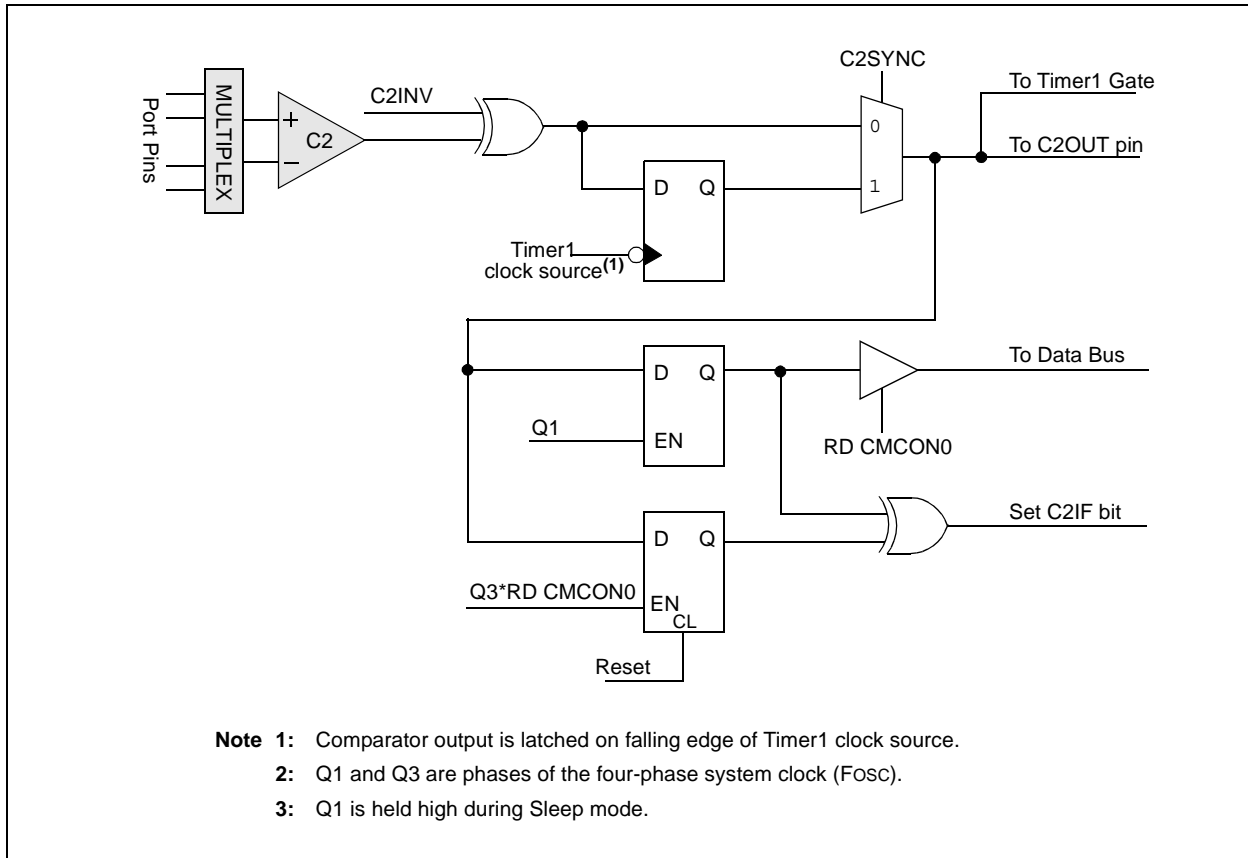 C2SYNC
Port Pins
MULTIPLEX
+
−
C2
C2INV
0
1
To Timer1 Gate
To C2OUT pin
D Q
Timer1
clock source(1)
D Q
EN
Q1
To Data Bus
RD CMCON0
D Q
EN
CL
Q3*RD CMCON0
Reset
Set C2IF bit
Note 1: Comparator output is latched on falling edge of Timer1 clock source.
2: Q1 and Q3 are phases of the four-phase system clock (FOSC).
3: Q1 is held high during Sleep mode.